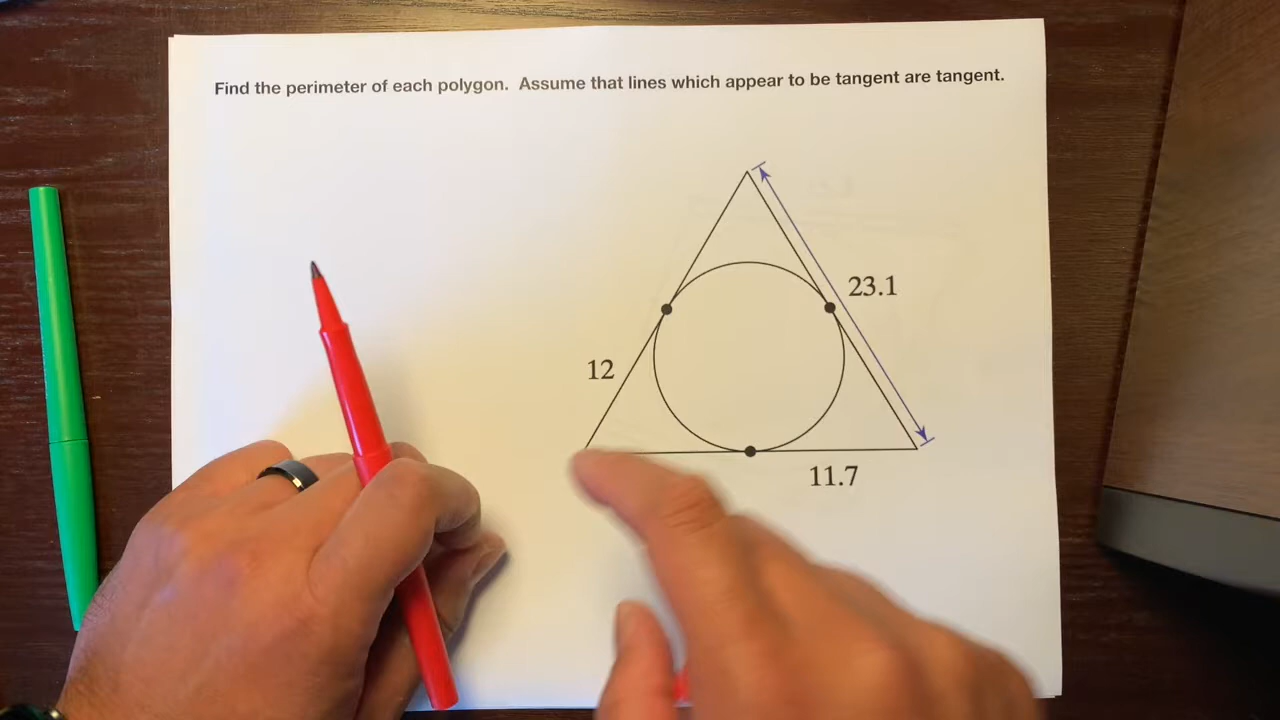 Find the perimeter of each polygon. Assume that lines which appear to be tangent are tangent.
23.1
12
11.7